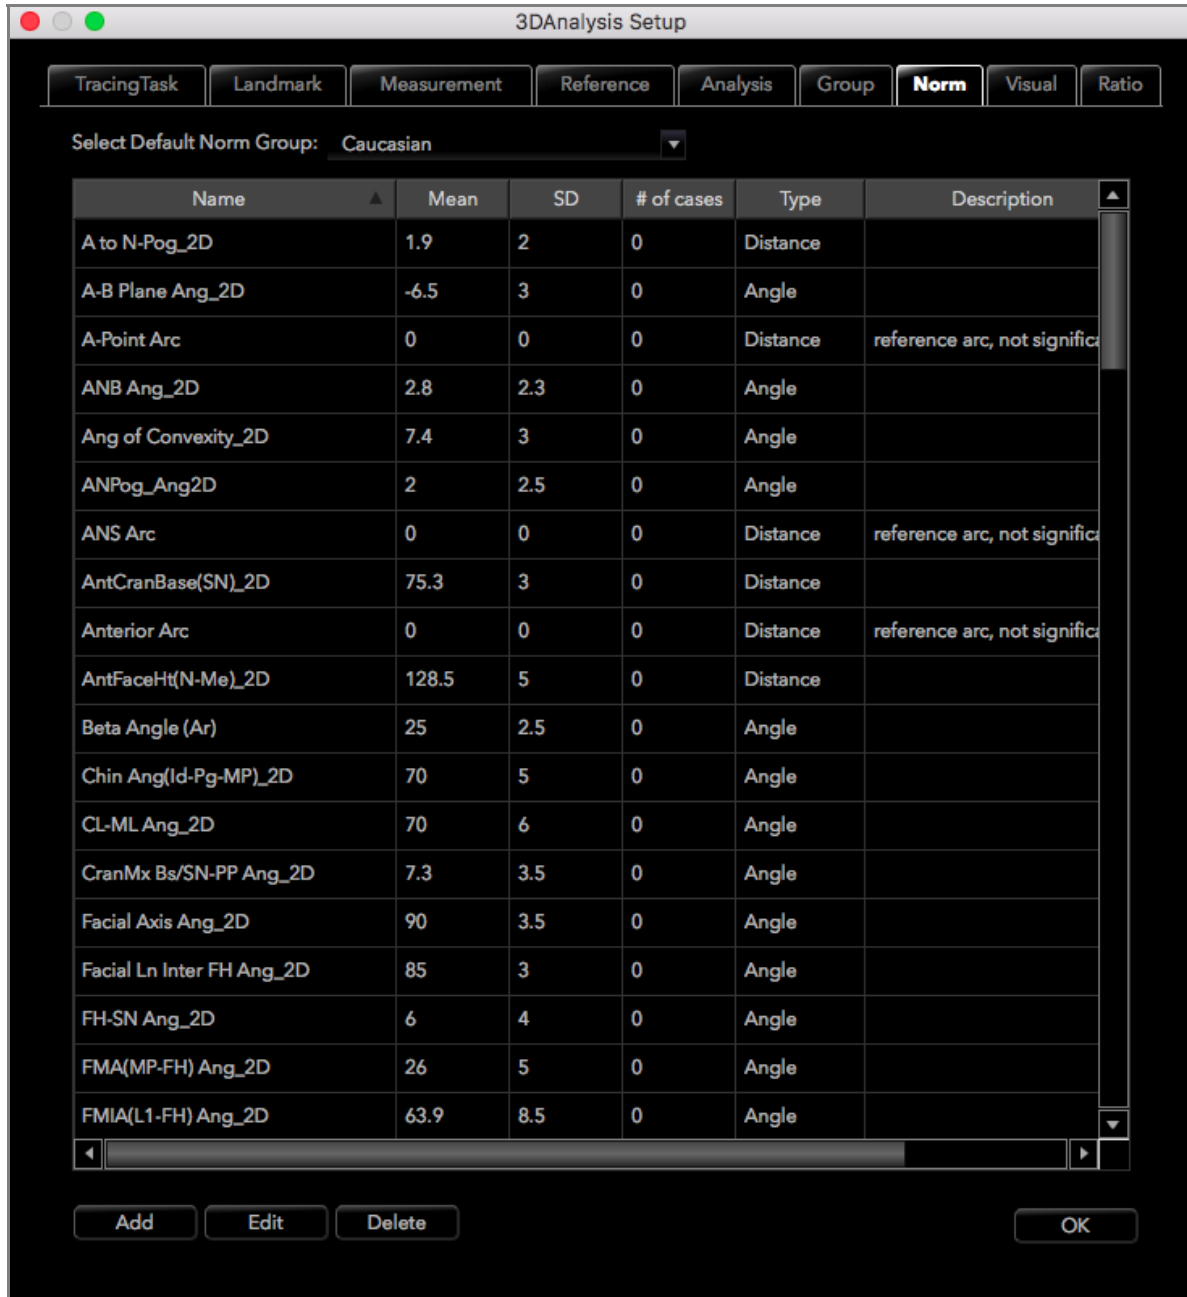 3DAnalysis Setup
TracingTask Landmark Measurement Reference Analysis Group Norm Visual Ratio
Select Default Norm Group: Caucasian
Name Mean SD # of cases Type Description
A to N-Pog_2D 1.9 2 0 Distance
A-B Plane Ang_2D -6.5 3 0 Angle
A-Point Arc 0 0 0 Distance reference arc, not significa
ANB Ang_2D 2.8 2.3 0 Angle
Ang of Convexity_2D 7.4 3 0 Angle
ANPog_Ang2D 2 2.5 0 Angle
ANS Arc 0 0 0 Distance reference arc, not significa
AntCranBase(SN)_2D 75.3 3 0 Distance
Anterior Arc 0 0 0 Distance reference arc, not significa
AntFaceHt(N-Me)_2D 128.5 5 0 Distance
Beta Angle (Ar) 25 2.5 0 Angle
Chin Ang(Id-Pg-MP)_2D 70 5 0 Angle
CL-ML Ang_2D 70 6 0 Angle
CranMx Bs/SN-PP Ang_2D 7.3 3.5 0 Angle
Facial Axis Ang_2D 90 3.5 0 Angle
Facial Ln Inter FH Ang_2D 85 3 0 Angle
FH-SN Ang_2D 6 4 0 Angle
FMA(MP-FH) Ang_2D 26 5 0 Angle
FMIA(L1-FH) Ang_2D 63.9 8.5 0 Angle
Add Edit Delete OK